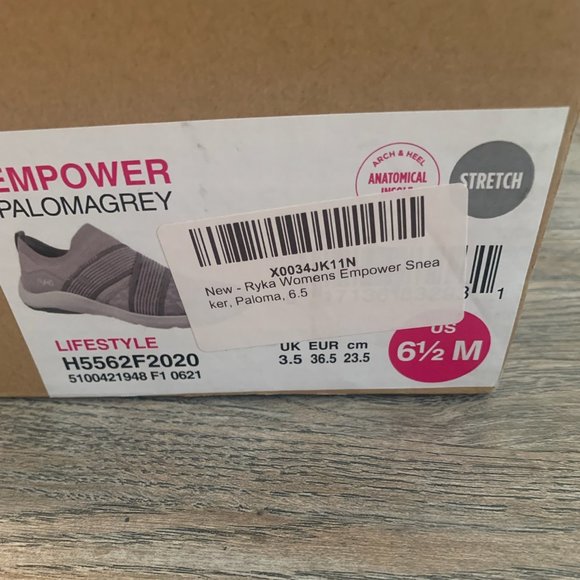 EMPOWER
PALOMAGREY
ARCH & HEEL
ANATOMICAL
STRETCH
X0034JK11N
New - Ryka Womens Empower Snea
ker, Paloma, 6.5
1
LIFESTYLE
H5562F2020
5100421948 F1 0621
UK EUR cm
3.5 36.5 23.5
US
6½ M